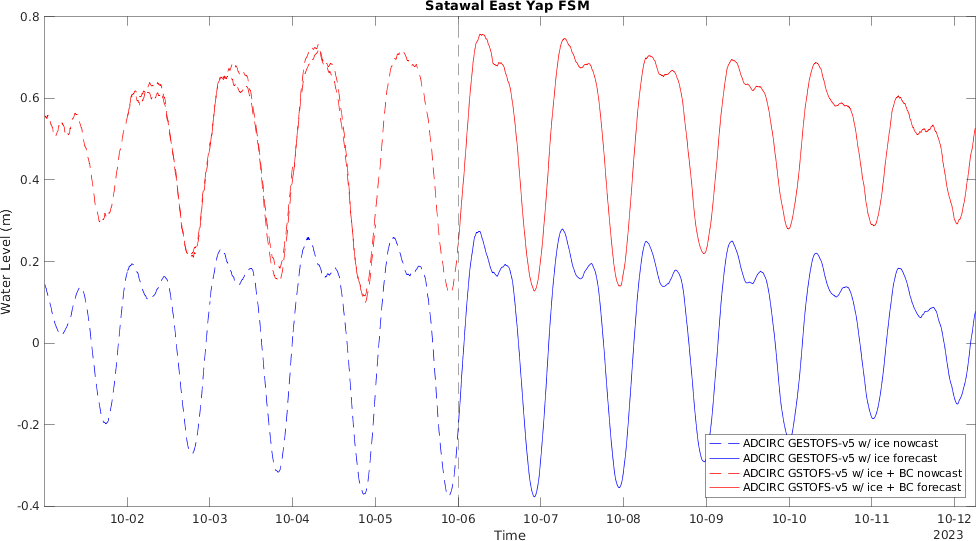 Satawal East Yap FSM
0.8
0.6
0.4
0.2
0
-0.2
-0.4
Water Level (m)
ADCIRC GESTOFS-v5 w/ ice nowcast
ADCIRC GESTOFS-v5 w/ ice forecast
ADCIRC GSTOFS-v5 w/ ice + BC nowcast
ADCIRC GSTOFS-v5 w/ ice + BC forecast
10-02 10-03 10-04 10-05 10-06 10-07 10-08 10-09 10-10 10-11 10-12
Time
2023